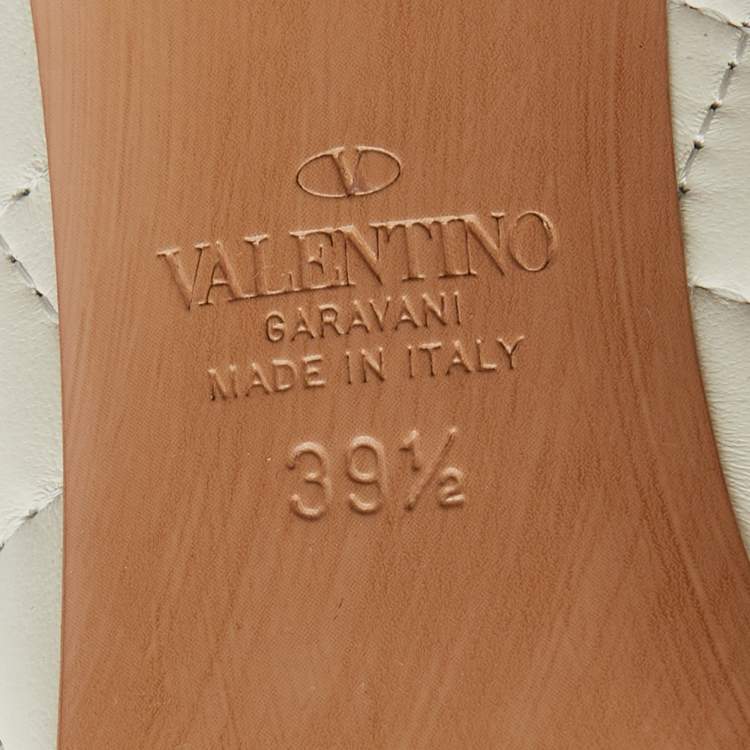 V
VALENTINO
GARAVANI
MADE IN ITALY
39½